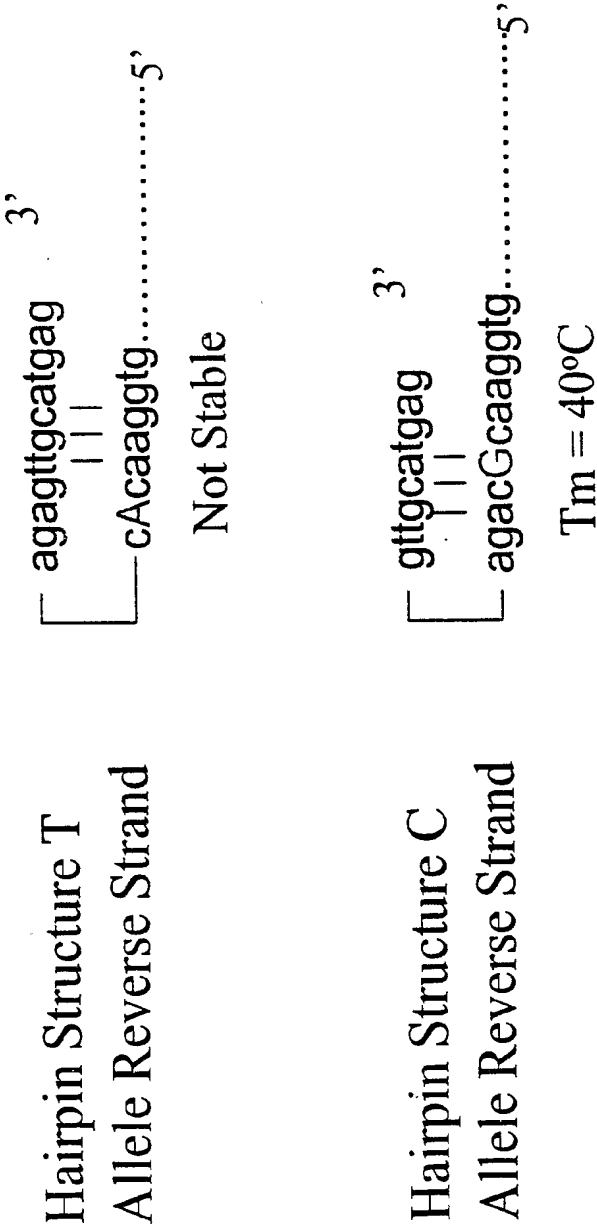 Hairpin Structure T
Allele Reverse Strand
agagttgcatgag 3'
cAcaaggtg..................5'
Not Stable
Hairpin Structure C
Allele Reverse Strand
gttgcatgag 3'
agacGcaaggtg..................5'
Tm = 40ºC